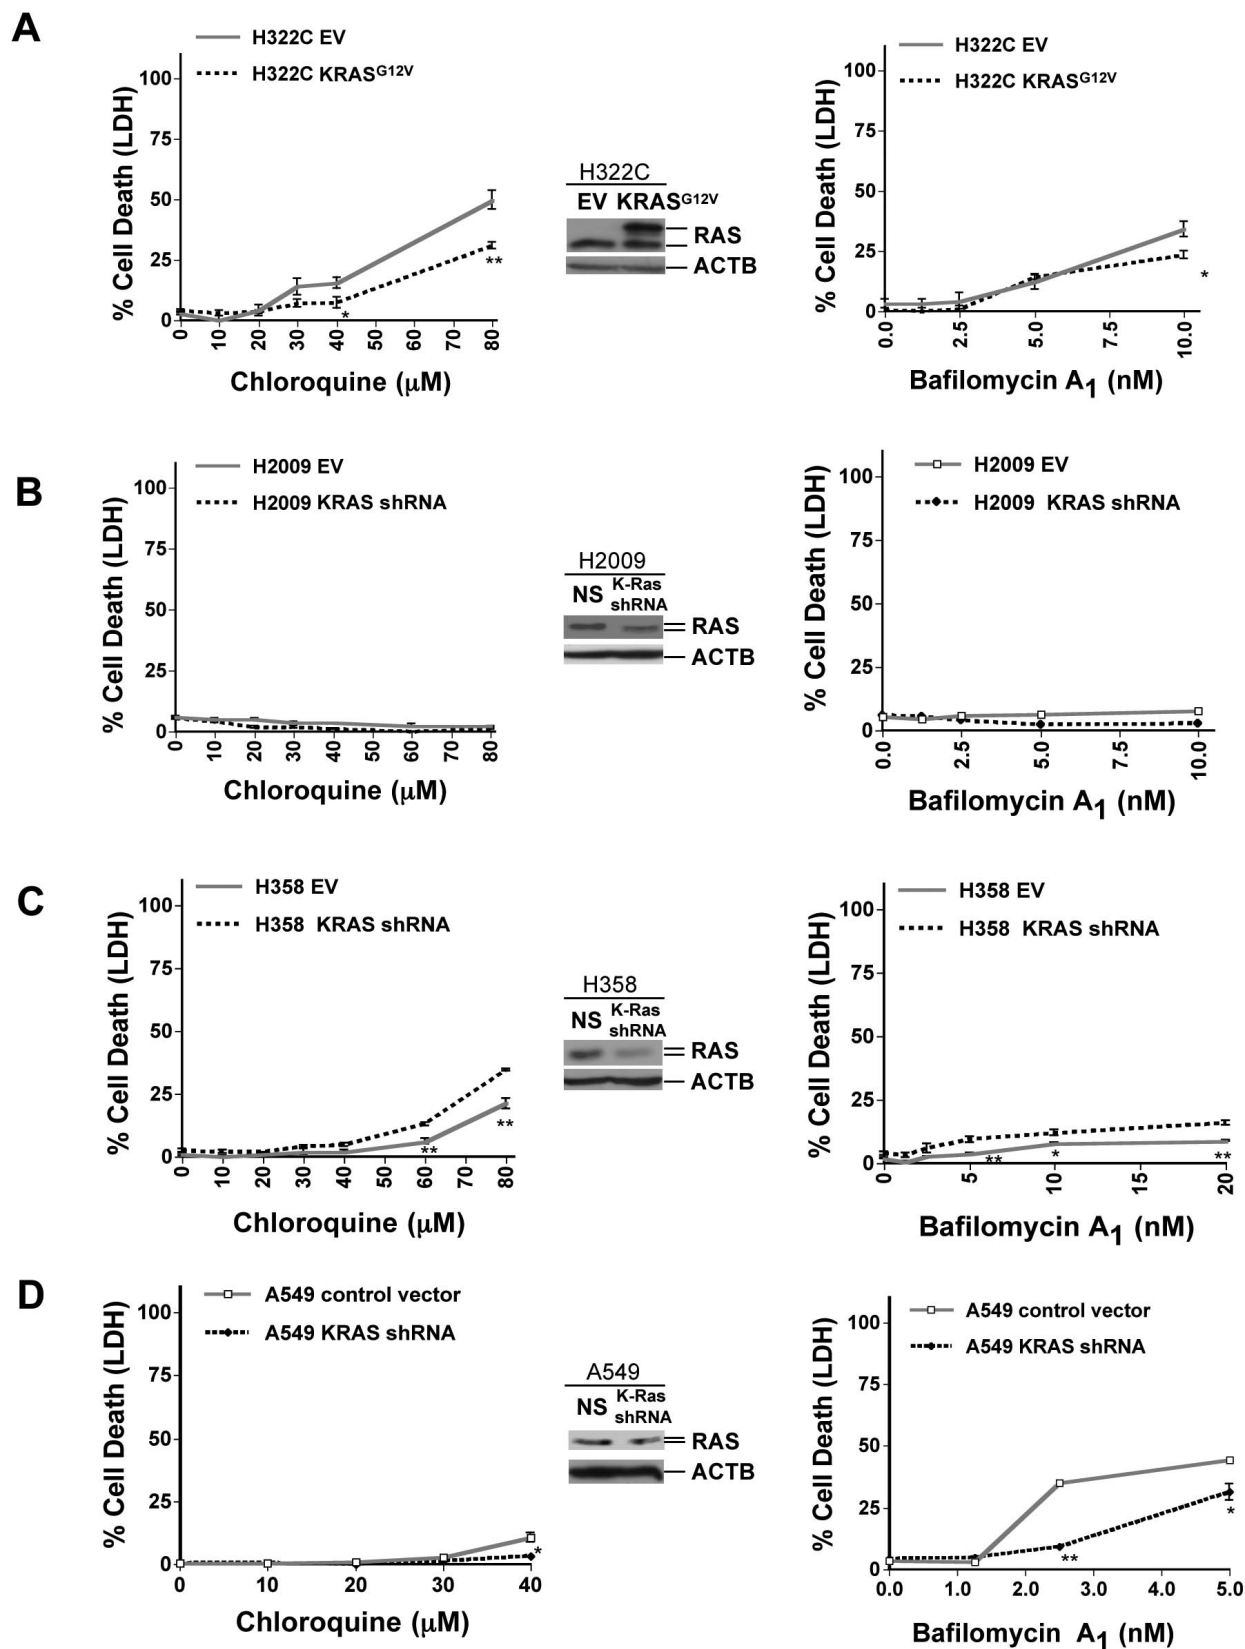 A
H322C EV
H322C KRASG12V
% Cell Death (LDH)
100
75
50
25
0
0 10 20 30 40 50 60 70 80
* **
Chloroquine (μM)
H322C
EV KRASG12V
RAS
ACTB
H322C EV
H322C KRASG12V
% Cell Death (LDH)
100
75
50
25
0
0.0 2.5 5.0 7.5 10.0
*
Bafilomycin A1 (nM)
B
H2009 EV
H2009 KRAS shRNA
% Cell Death (LDH)
100
75
50
25
0
0 10 20 30 40 50 60 70 80
Chloroquine (μM)
H2009
NS K-Ras
shRNA
RAS
ACTB
H2009 EV
H2009 KRAS shRNA
% Cell Death (LDH)
100
75
50
25
0
0.0 2.5 5.0 7.5 10.0
Bafilomycin A1 (nM)
C
H358 EV
H358 KRAS shRNA
% Cell Death (LDH)
100
75
50
25
0
0 10 20 30 40 50 60 70 80
** **
Chloroquine (μM)
H358
NS K-Ras
shRNA
RAS
ACTB
H358 EV
H358 KRAS shRNA
% Cell Death (LDH)
100
75
50
25
0
0 5 10 15 20
** * **
Bafilomycin A1 (nM)
D
A549 control vector
A549 KRAS shRNA
% Cell Death (LDH)
100
75
50
25
0
0 10 20 30 40
*
Chloroquine (μM)
A549
NS K-Ras
shRNA
RAS
ACTB
A549 control vector
A549 KRAS shRNA
% Cell Death (LDH)
100
75
50
25
0
0.0 1.0 2.0 3.0 4.0 5.0
** *
Bafilomycin A1 (nM)